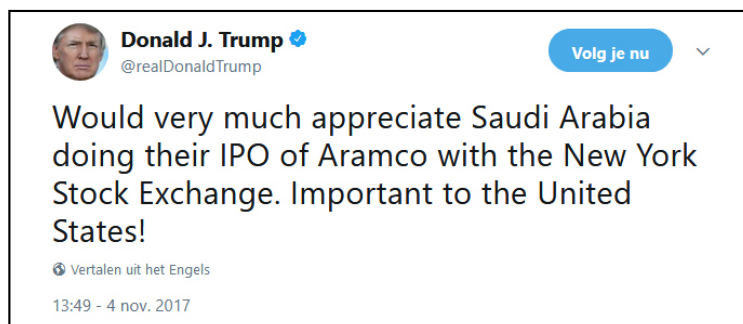 Donald J. Trump
@realDonaldTrump
Volg je nu
Would very much appreciate Saudi Arabia
doing their IPO of Aramco with the New York
Stock Exchange. Important to the United
States!
Vertalen uit het Engels
13:49 - 4 nov. 2017